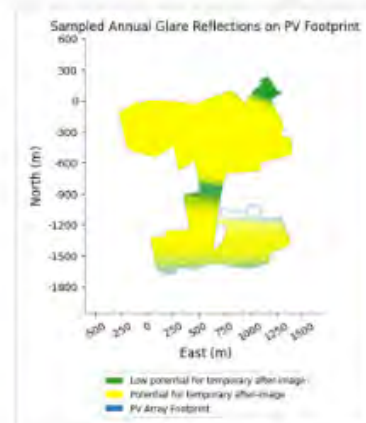 Sampled Annual Glare Reflections on PV Footprint
600
300
0
-300
-600
-900
-1200
-1500
-1800
North (m)
-500 -250 0 250 500 750 1000 1250 1500
East (m)
Low potential for temporary after-image
Potential for temporary after-image
PV Array Footprint